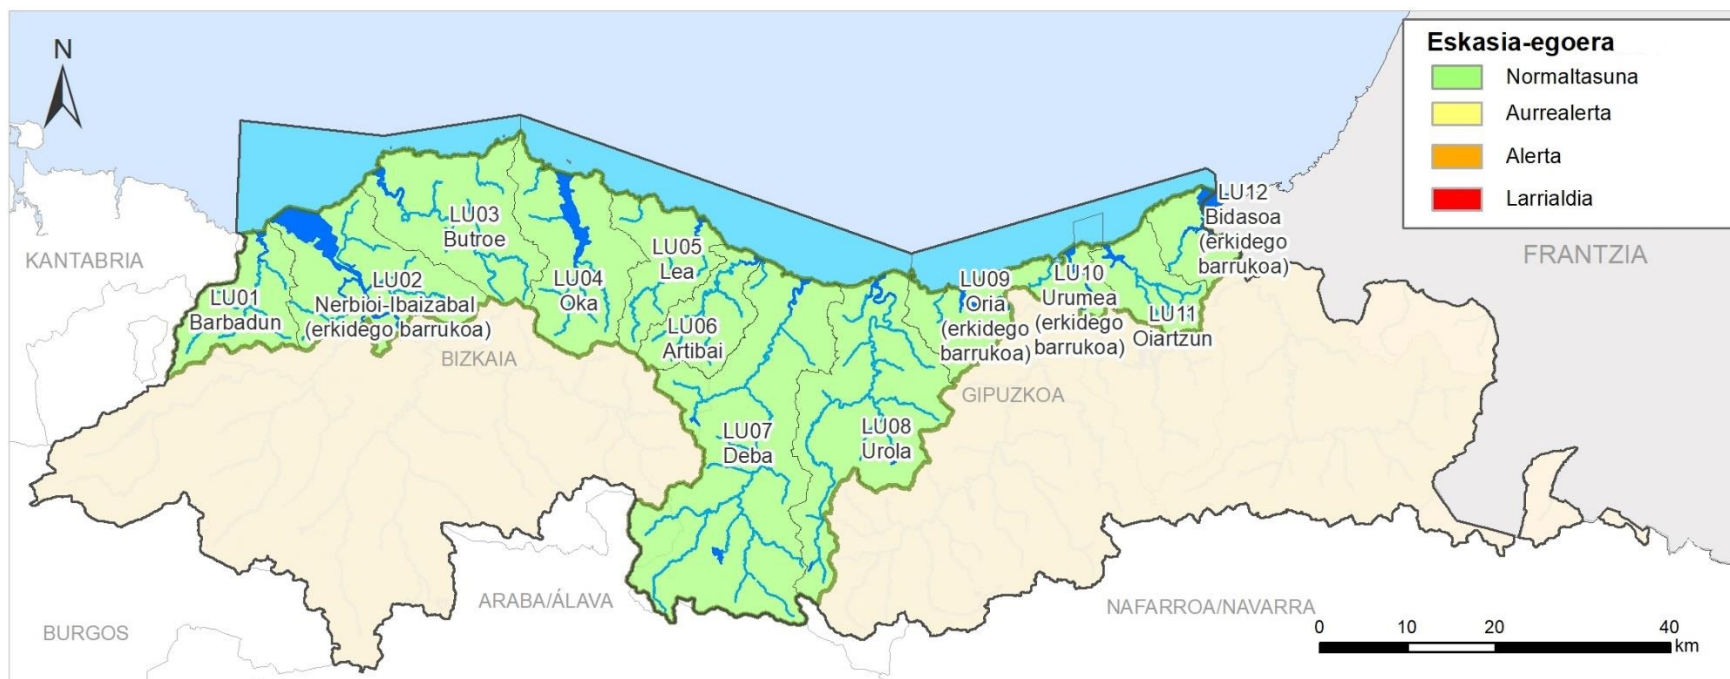 Eskasia-egoera
Normaltasuna
Aurrealerta
Alerta
Larrialdia
N
KANTABRIA
FRANTZIA
LU01
Barbadun
LU02
Nerbioi-Ibaizabal
(erkidego barrukoa)
LU03
Butroe
LU04
Oka
LU05
Lea
LU06
Artibai
LU07
Deba
LU08
Urola
LU09
Oria
(erkidego
barrukoa)
LU10
Urumea
(erkidego
barrukoa)
LU11
Oiartzun
LU12
Bidasoa
(erkidego
barrukoa)
BIZKAIA
GIPUZKOA
ARABA/ÁLAVA
NAFARROA/NAVARRA
BURGOS
0 10 20 40
km